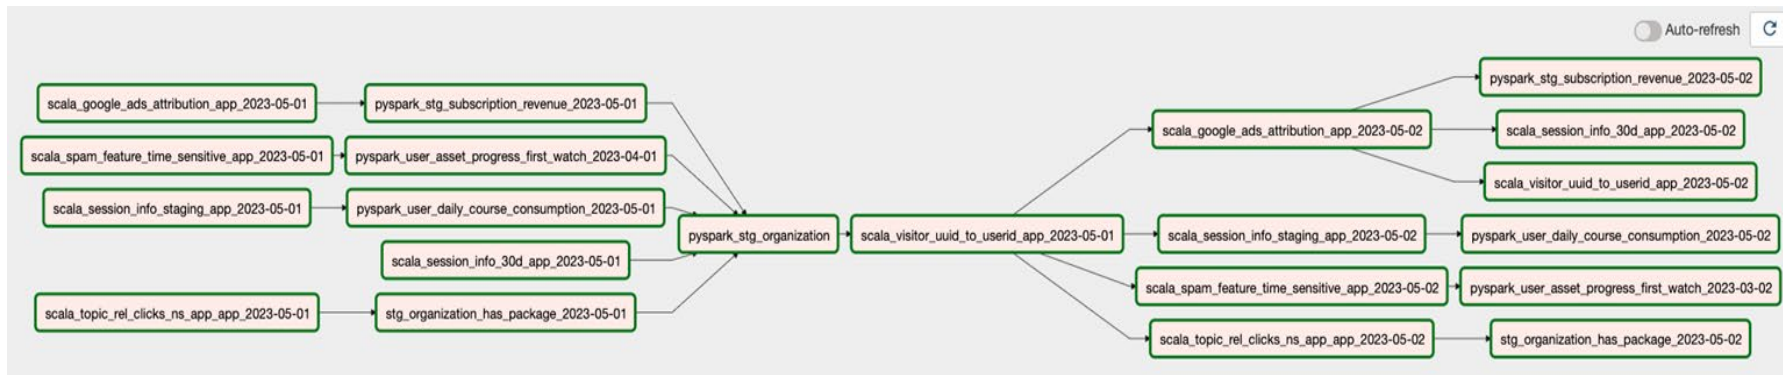 Auto-refresh
scala_google_ads_attribution_app_2023-05-01
pyspark_stg_subscription_revenue_2023-05-01
scala_spam_feature_time_sensitive_app_2023-05-01
pyspark_user_asset_progress_first_watch_2023-04-01
scala_session_info_staging_app_2023-05-01
pyspark_user_daily_course_consumption_2023-05-01
scala_session_info_30d_app_2023-05-01
scala_topic_rel_clicks_ns_app_app_2023-05-01
stg_organization_has_package_2023-05-01
pyspark_stg_organization
scala_visitor_uuid_to_userid_app_2023-05-01
scala_google_ads_attribution_app_2023-05-02
pyspark_stg_subscription_revenue_2023-05-02
scala_session_info_30d_app_2023-05-02
scala_visitor_uuid_to_userid_app_2023-05-02
scala_session_info_staging_app_2023-05-02
pyspark_user_daily_course_consumption_2023-05-02
scala_spam_feature_time_sensitive_app_2023-05-02
pyspark_user_asset_progress_first_watch_2023-03-02
scala_topic_rel_clicks_ns_app_app_2023-05-02
stg_organization_has_package_2023-05-02